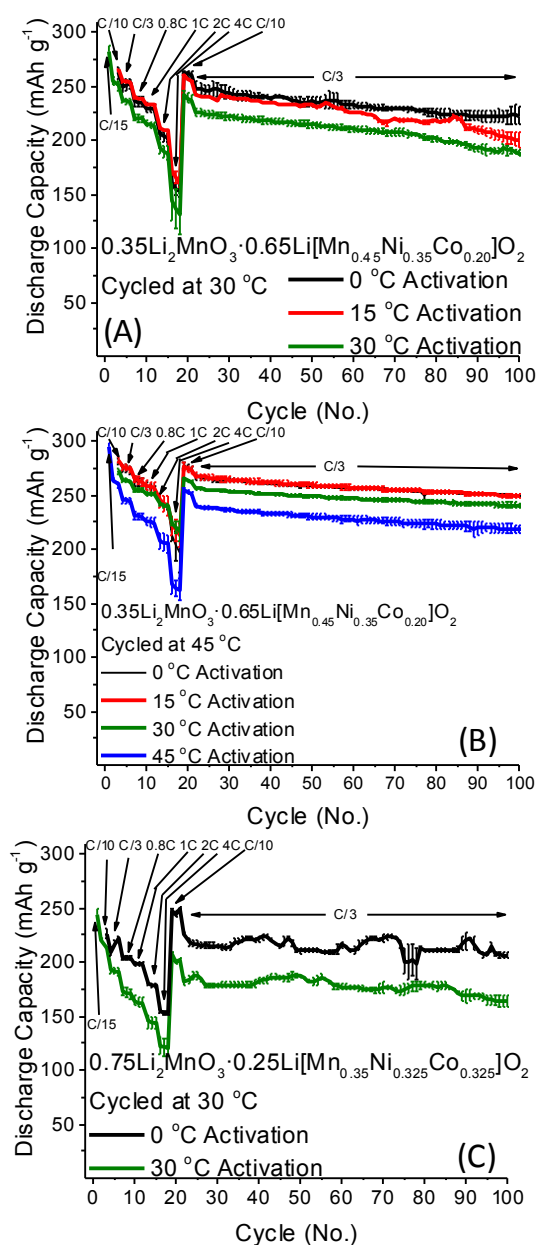 C/10 C/3 0.8C 1C 2C 4C C/10
300
250
200
150
100
50
Discharge Capacity (mAh g⁻¹)
C/3
C/15
0.35Li₂MnO₃·0.65Li[Mn₀.₄₅Ni₀.₃₅Co₀.₂₀]O₂
Cycled at 30 °C
0 °C Activation
15 °C Activation
30 °C Activation
(A)
0 10 20 30 40 50 60 70 80 90 100
Cycle (No.)
C/10 C/3 0.8C 1C 2C 4C C/10
300
250
200
150
100
50
Discharge Capacity (mAh g⁻¹)
C/3
C/15
0.35Li₂MnO₃·0.65Li[Mn₀.₄₅Ni₀.₃₅Co₀.₂₀]O₂
Cycled at 45 °C
0 °C Activation
15 °C Activation
30 °C Activation
45 °C Activation
(B)
0 10 20 30 40 50 60 70 80 90 100
Cycle (No.)
C/10 C/3 0.8C 1C 2C 4C C/10
300
250
200
150
100
50
Discharge Capacity (mAh g⁻¹)
C/3
C/15
0.75Li₂MnO₃·0.25Li[Mn₀.₃₅Ni₀.₃₂₅Co₀.₃₂₅]O₂
Cycled at 30 °C
0 °C Activation
30 °C Activation
(C)
0 10 20 30 40 50 60 70 80 90 100
Cycle (No.)